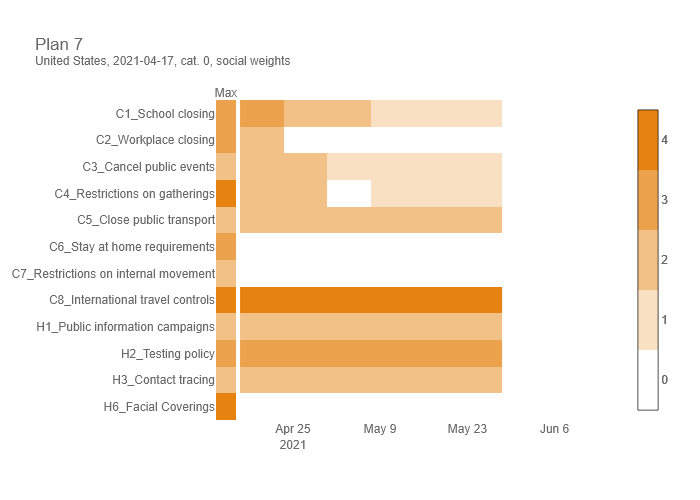 Plan 7
United States, 2021-04-17, cat. 0, social weights
Max
C1_School closing
C2_Workplace closing
C3_Cancel public events
C4_Restrictions on gatherings
C5_Close public transport
C6_Stay at home requirements
C7_Restrictions on internal movement
C8_International travel controls
H1_Public information campaigns
H2_Testing policy
H3_Contact tracing
H6_Facial Coverings
Apr 25
2021
May 9
May 23
Jun 6
4
3
2
1
0